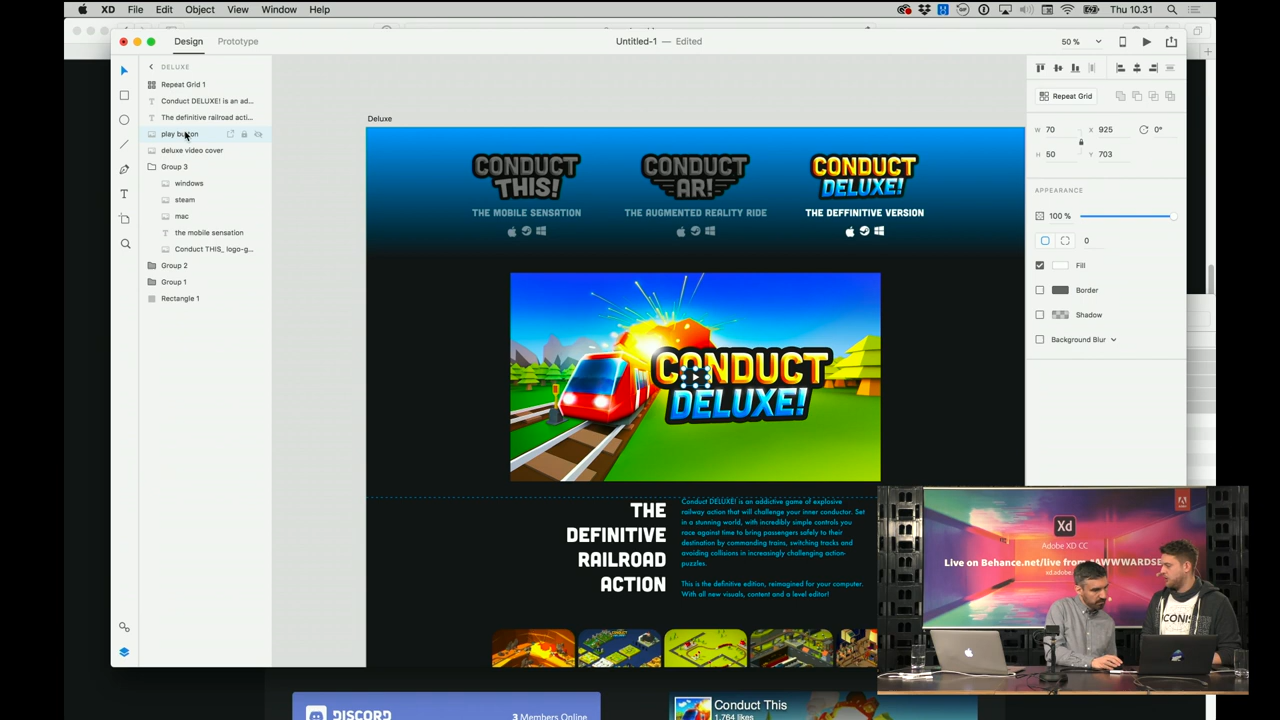 XD File Edit Object View Window Help
Thu 10.31
Design Prototype
Untitled-1 — Edited
50 %
DELUXE
Repeat Grid 1
Conduct DELUXE! is an ad...
The definitive railroad acti...
play button
deluxe video cover
Group 3
windows
steam
mac
the mobile sensation
Conduct THIS_ logo-g...
Group 2
Group 1
Rectangle 1
Deluxe
CONDUCT THIS!
CONDUCT AR!
CONDUCT DELUXE!
THE MOBILE SENSATION
THE AUGMENTED REALITY RIDE
THE DEFFINITIVE VERSION
CONDUCT
DELUXE!
THE
DEFINITIVE
RAILROAD
ACTION
Conduct DELUXE! is an addictive game of explosive
railway action that will challenge your inner conductor. Set
in a stunning world, with incredibly simple controls you
race against time to bring passengers safely to their
destination by commanding trains, switching tracks and
avoiding collisions in increasingly challenging action-
puzzles.
This is the definitive edition, reimagined for your computer.
With all new visuals, content and a level editor!
Repeat Grid
W 70 X 925 0°
H 50 Y 703
APPEARANCE
100 %
0
Fill
Border
Shadow
Background Blur
Xd
Adobe XD CC
Live on Behance.net/live from #AWWWARDSE
xd.adobe
ICONIS
DISCORD
3 Members Online
Conduct This
1,764 likes